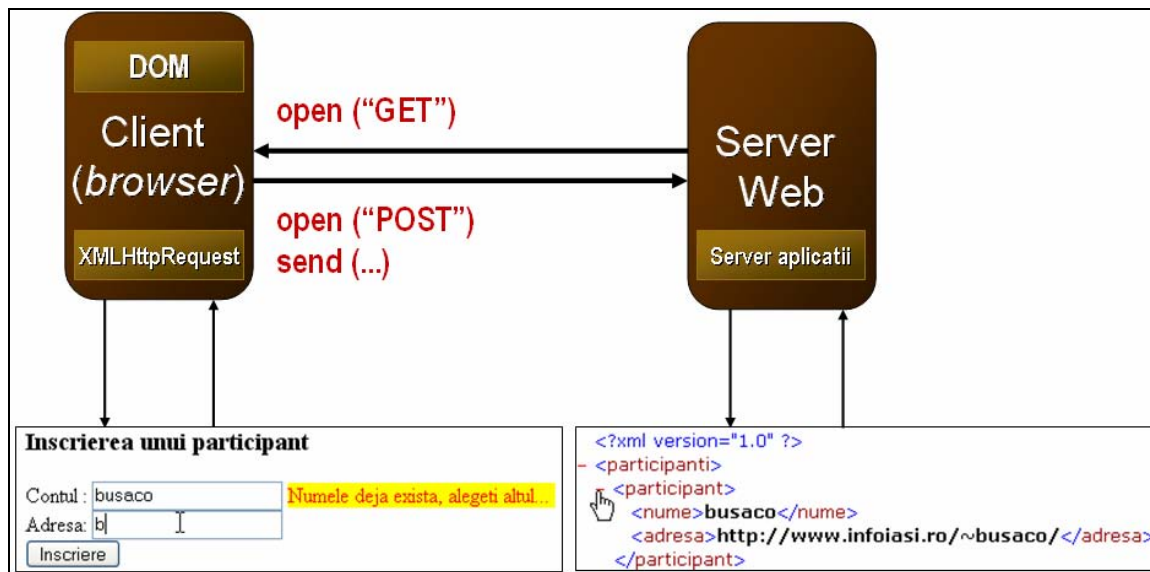 DOM
Client
(browser)
XMLHttpRequest
open (“GET”)
open (“POST”)
send (...)
Server
Web
Server aplicatii
Inscrierea unui participant
Contul : busaco Numele deja exista, alegeti altul...
Adresa: b
Inscriere
<?xml version="1.0" ?>
- <participanti>
- <participant>
<nume>busaco</nume>
<adresa>http://www.infoiasi.ro/~busaco/</adresa>
</participant>